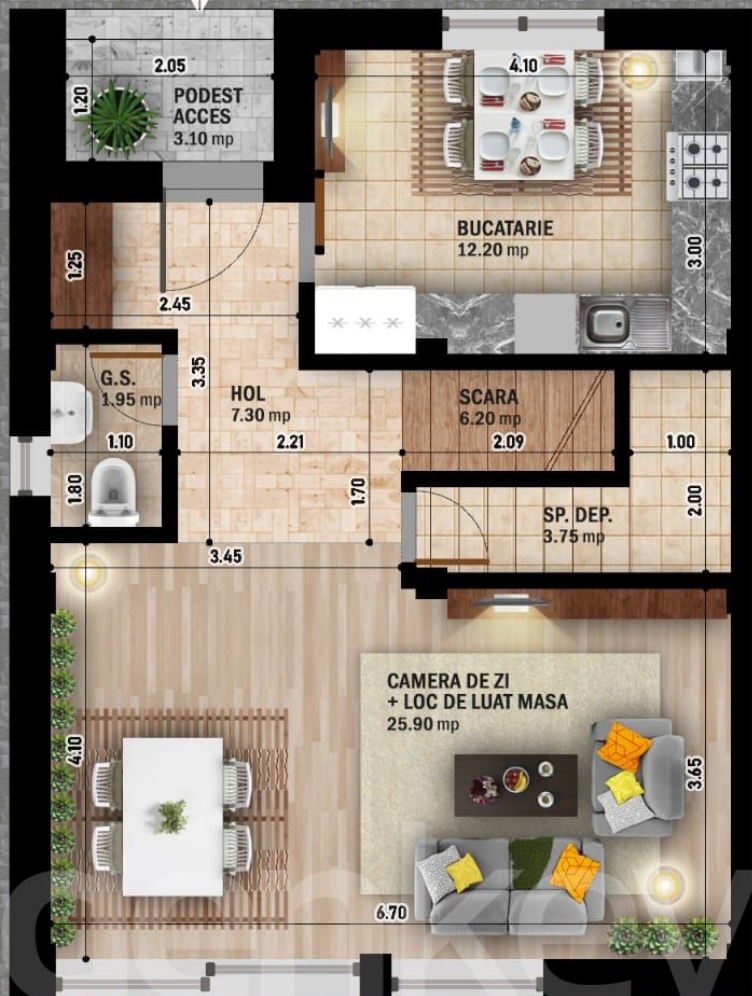 2.05
1.20
PODEST
ACCES
3.10 mp
4.10
BUCATARIE
12.20 mp
3.00
1.25
2.45
3.35
G.S.
1.95 mp
1.10
1.80
HOL
7.30 mp
2.21
1.70
SCARA
6.20 mp
2.09
1.00
2.00
SP. DEP.
3.75 mp
3.45
CAMERA DE ZI
+ LOC DE LUAT MASA
25.90 mp
4.10
3.65
6.70